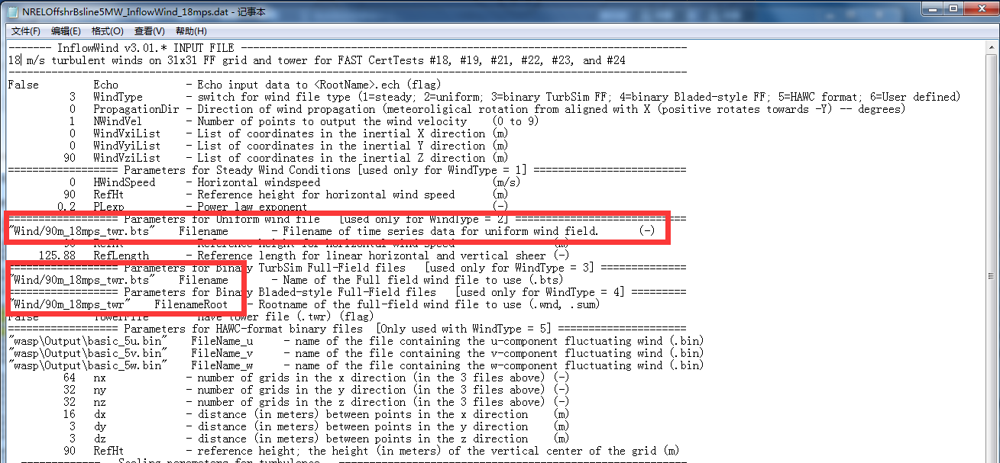 NRELOffshrBsline5MW_InflowWind_18mps.dat - 记事本
文件(F) 编辑(E) 格式(O) 查看(V) 帮助(H)
------- InflowWind v3.01.* INPUT FILE -------------------------------------------------------------------------
18 m/s turbulent winds on 31x31 FF grid and tower for FAST CertTests #18, #19, #21, #22, #23, and #24
---------------------------------------------------------------------------------------------------------------
False Echo - Echo input data to <RootName>.ech (flag)
3 WindType - switch for wind file type (1=steady; 2=uniform; 3=binary TurbSim FF; 4=binary Bladed-style FF; 5=HAWC format; 6=User defined)
0 PropagationDir - Direction of wind propagation (meteoroligical rotation from aligned with X (positive rotates towards -Y) -- degrees)
1 NWindVel - Number of points to output the wind velocity (0 to 9)
0 WindVxiList - List of coordinates in the inertial X direction (m)
0 WindVyiList - List of coordinates in the inertial Y direction (m)
90 WindVziList - List of coordinates in the inertial Z direction (m)
================== Parameters for Steady Wind Conditions [used only for WindType = 1] =========================
0 HWindSpeed - Horizontal windspeed (m/s)
90 RefHt - Reference height for horizontal wind speed (m)
0.2 PLexp - Power law exponent (-)
================== Parameters for Uniform wind file [used only for WindType = 2] ============================
"Wind/90m_18mps_twr.bts" Filename - Filename of time series data for uniform wind field. (-)
90 RefHt - Reference height for horizontal wind speed (m)
125.88 RefLength - Reference length for linear horizontal and vertical sheer (-)
================== Parameters for Binary TurbSim Full-Field files [used only for WindType = 3] ==============
"Wind/90m_18mps_twr.bts" Filename - Name of the Full field wind file to use (.bts)
================== Parameters for Binary Bladed-style Full-Field files [used only for WindType = 4] =========
"Wind/90m_18mps_twr" FilenameRoot - Rootname of the full-field wind file to use (.wnd, .sum)
False TowerFile - Have tower file (.twr) (flag)
================== Parameters for HAWC-format binary files [Only used with WindType = 5] =====================
"wasp\Output\basic_5u.bin" FileName_u - name of the file containing the u-component fluctuating wind (.bin)
"wasp\Output\basic_5v.bin" FileName_v - name of the file containing the v-component fluctuating wind (.bin)
"wasp\Output\basic_5w.bin" FileName_w - name of the file containing the w-component fluctuating wind (.bin)
64 nx - number of grids in the x direction (in the 3 files above) (-)
32 ny - number of grids in the y direction (in the 3 files above) (-)
32 nz - number of grids in the z direction (in the 3 files above) (-)
16 dx - distance (in meters) between points in the x direction (m)
3 dy - distance (in meters) between points in the y direction (m)
3 dz - distance (in meters) between points in the z direction (m)
90 RefHt - reference height; the height (in meters) of the vertical center of the grid (m)
------------- Scaling parameters for turbulence ---------------------------------------------------------